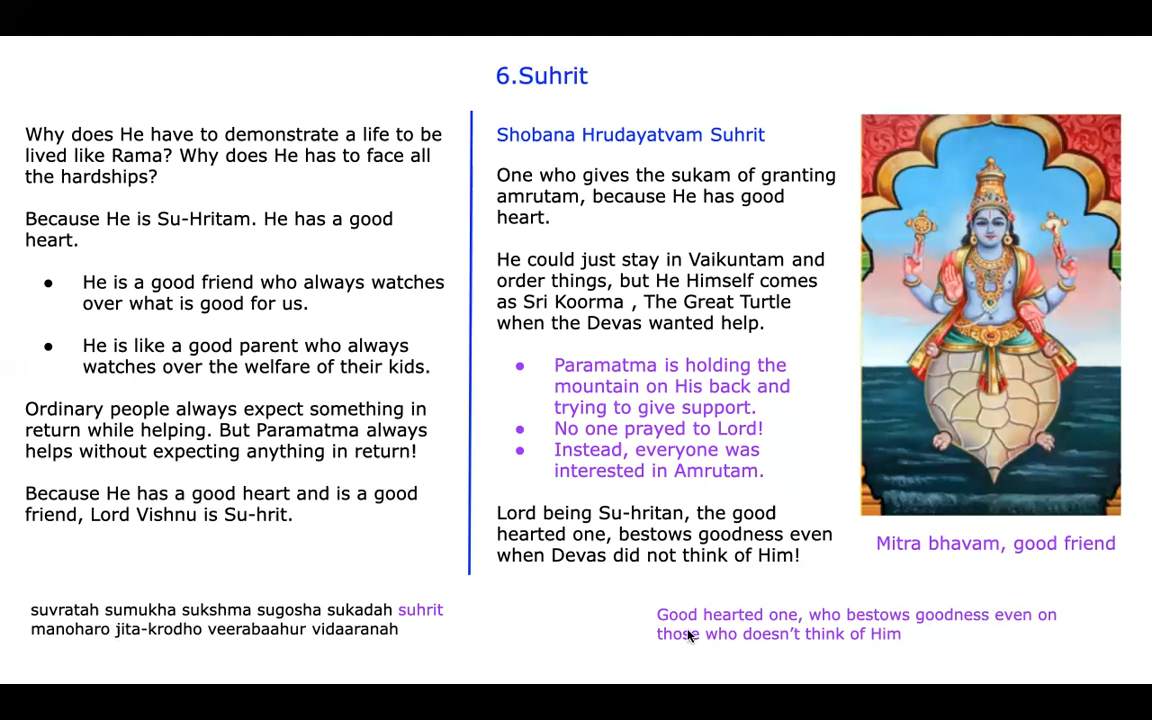 6.Suhrit
Why does He have to demonstrate a life to be
lived like Rama? Why does He has to face all
the hardships?
Because He is Su-Hritam. He has a good
heart.
● He is a good friend who always watches
over what is good for us.
● He is like a good parent who always
watches over the welfare of their kids.
Ordinary people always expect something in
return while helping. But Paramatma always
helps without expecting anything in return!
Because He has a good heart and is a good
friend, Lord Vishnu is Su-hrit.
suvratah sumukha sukshma sugosha sukadah suhrit
manoharo jita-krodho veerabaahur vidaaranah
Shobana Hrudayatvam Suhrit
One who gives the sukam of granting
amrutam, because He has good
heart.
He could just stay in Vaikuntam and
order things, but He Himself comes
as Sri Koorma , The Great Turtle
when the Devas wanted help.
● Paramatma is holding the
mountain on His back and
trying to give support.
● No one prayed to Lord!
● Instead, everyone was
interested in Amrutam.
Lord being Su-hritan, the good
hearted one, bestows goodness even
when Devas did not think of Him!
Mitra bhavam, good friend
Good hearted one, who bestows goodness even on
those who doesn't think of Him